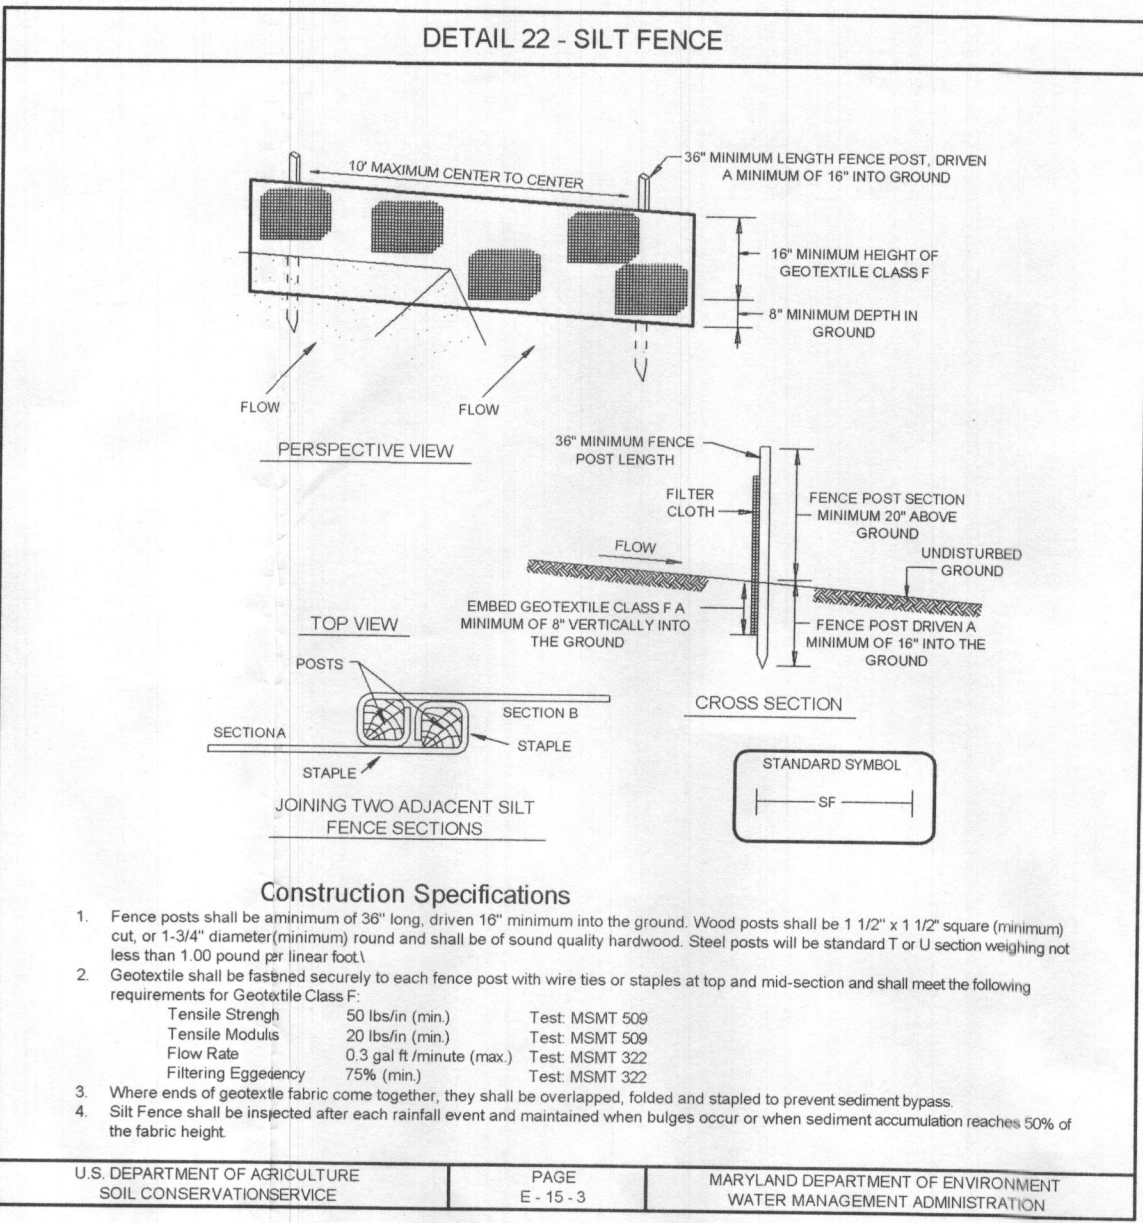 DETAIL 22 - SILT FENCE
10' MAXIMUM CENTER TO CENTER
36" MINIMUM LENGTH FENCE POST, DRIVEN
A MINIMUM OF 16" INTO GROUND
16" MINIMUM HEIGHT OF
GEOTEXTILE CLASS F
8" MINIMUM DEPTH IN
GROUND
FLOW
FLOW
PERSPECTIVE VIEW
36" MINIMUM FENCE
POST LENGTH
FILTER
CLOTH
FENCE POST SECTION
MINIMUM 20" ABOVE
GROUND
FLOW
UNDISTURBED
GROUND
EMBED GEOTEXTILE CLASS F A
MINIMUM OF 8" VERTICALLY INTO
THE GROUND
FENCE POST DRIVEN A
MINIMUM OF 16" INTO THE
GROUND
CROSS SECTION
TOP VIEW
POSTS
SECTION B
SECTIONA
STAPLE
STAPLE
JOINING TWO ADJACENT SILT
FENCE SECTIONS
STANDARD SYMBOL
SF
Construction Specifications
1. Fence posts shall be aminimum of 36" long, driven 16" minimum into the ground. Wood posts shall be 1 1/2" x 1 1/2" square (minimum)
cut, or 1-3/4" diameter(minimum) round and shall be of sound quality hardwood. Steel posts will be standard T or U section weighing not
less than 1.00 pound per linear foot.\
2. Geotextile shall be fastened securely to each fence post with wire ties or staples at top and mid-section and shall meet the following
requirements for Geotextile Class F:
Tensile Strengh 50 lbs/in (min.) Test: MSMT 509
Tensile Modulus 20 lbs/in (min.) Test: MSMT 509
Flow Rate 0.3 gal ft /minute (max.) Test: MSMT 322
Filtering Eggediency 75% (min.) Test: MSMT 322
3. Where ends of geotextile fabric come together, they shall be overlapped, folded and stapled to prevent sediment bypass.
4. Silt Fence shall be inspected after each rainfall event and maintained when bulges occur or when sediment accumulation reaches 50% of
the fabric height.
U.S. DEPARTMENT OF AGRICULTURE
SOIL CONSERVATIONSERVICE
PAGE
E - 15 - 3
MARYLAND DEPARTMENT OF ENVIRONMENT
WATER MANAGEMENT ADMINISTRATION